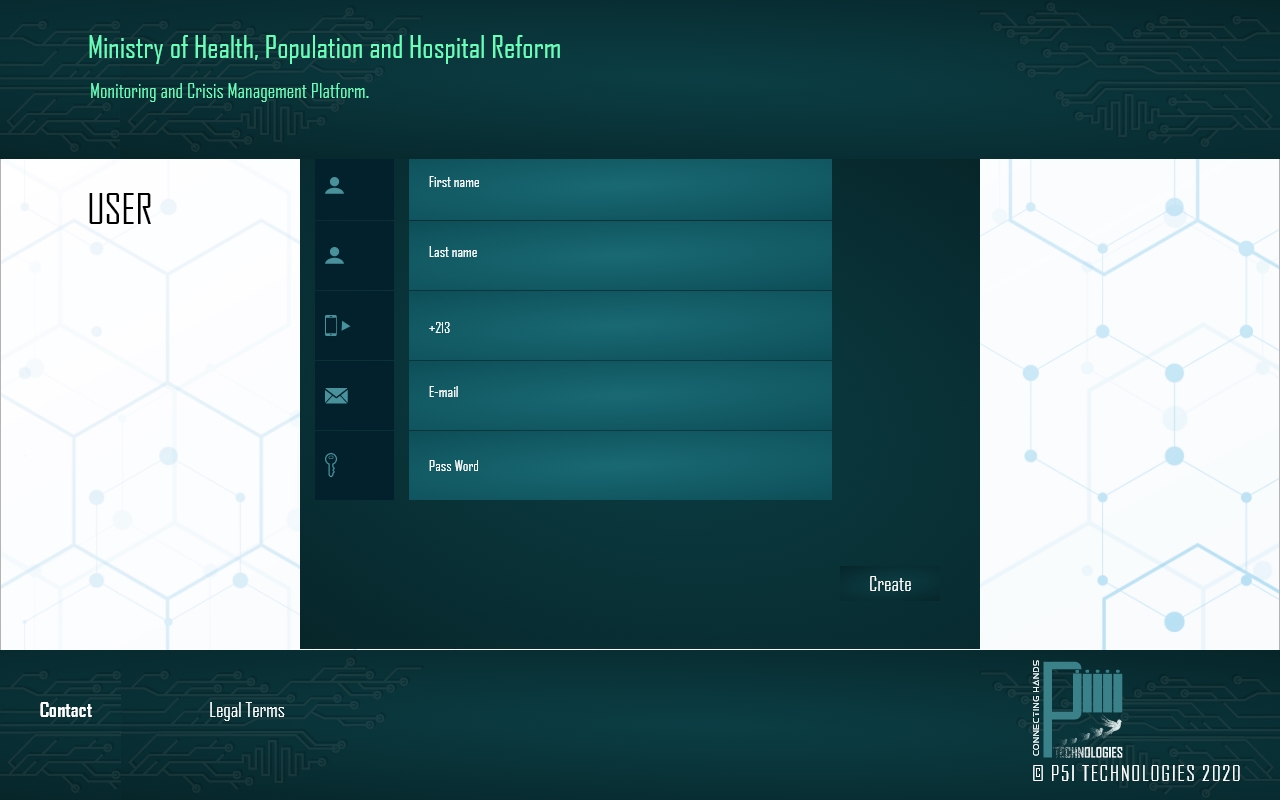 Ministry of Health, Population and Hospital Reform
Monitoring and Crisis Management Platform.
USER
First name
Last name
+213
E-mail
Pass Word
Create
Contact
Legal Terms
CONNECTING HANDS
TECHNOLOGIES
© P5I TECHNOLOGIES 2020